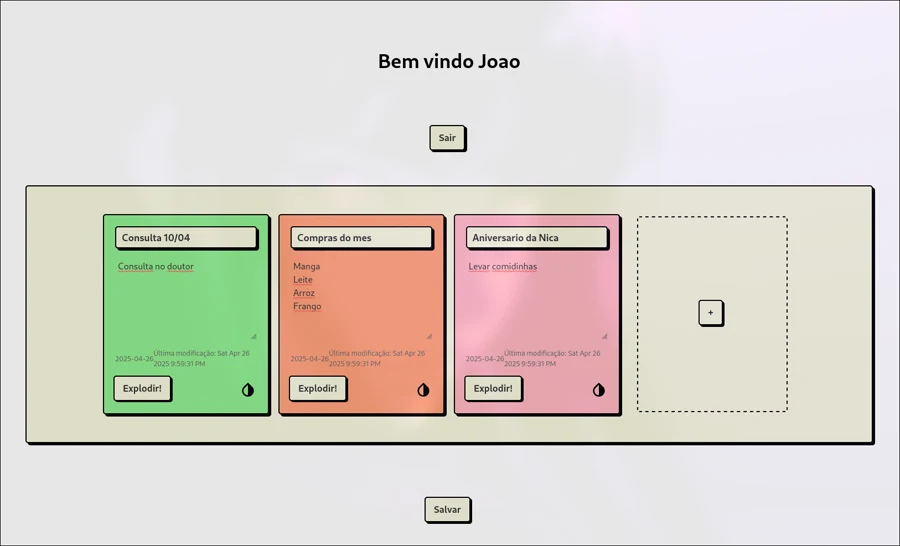 Bem vindo Joao
Sair
Consulta 10/04
Consulta no doutor
2025-04-26
Última modificação: Sat Apr 26
2025 9:59:31 PM
Explodir!
Compras do mes
Manga
Leite
Arroz
Frango
2025-04-26
Última modificação: Sat Apr 26
2025 9:59:31 PM
Explodir!
Aniversario da Nica
Levar comidinhas
2025-04-26
Última modificação: Sat Apr 26
2025 9:59:31 PM
Explodir!
+
Salvar